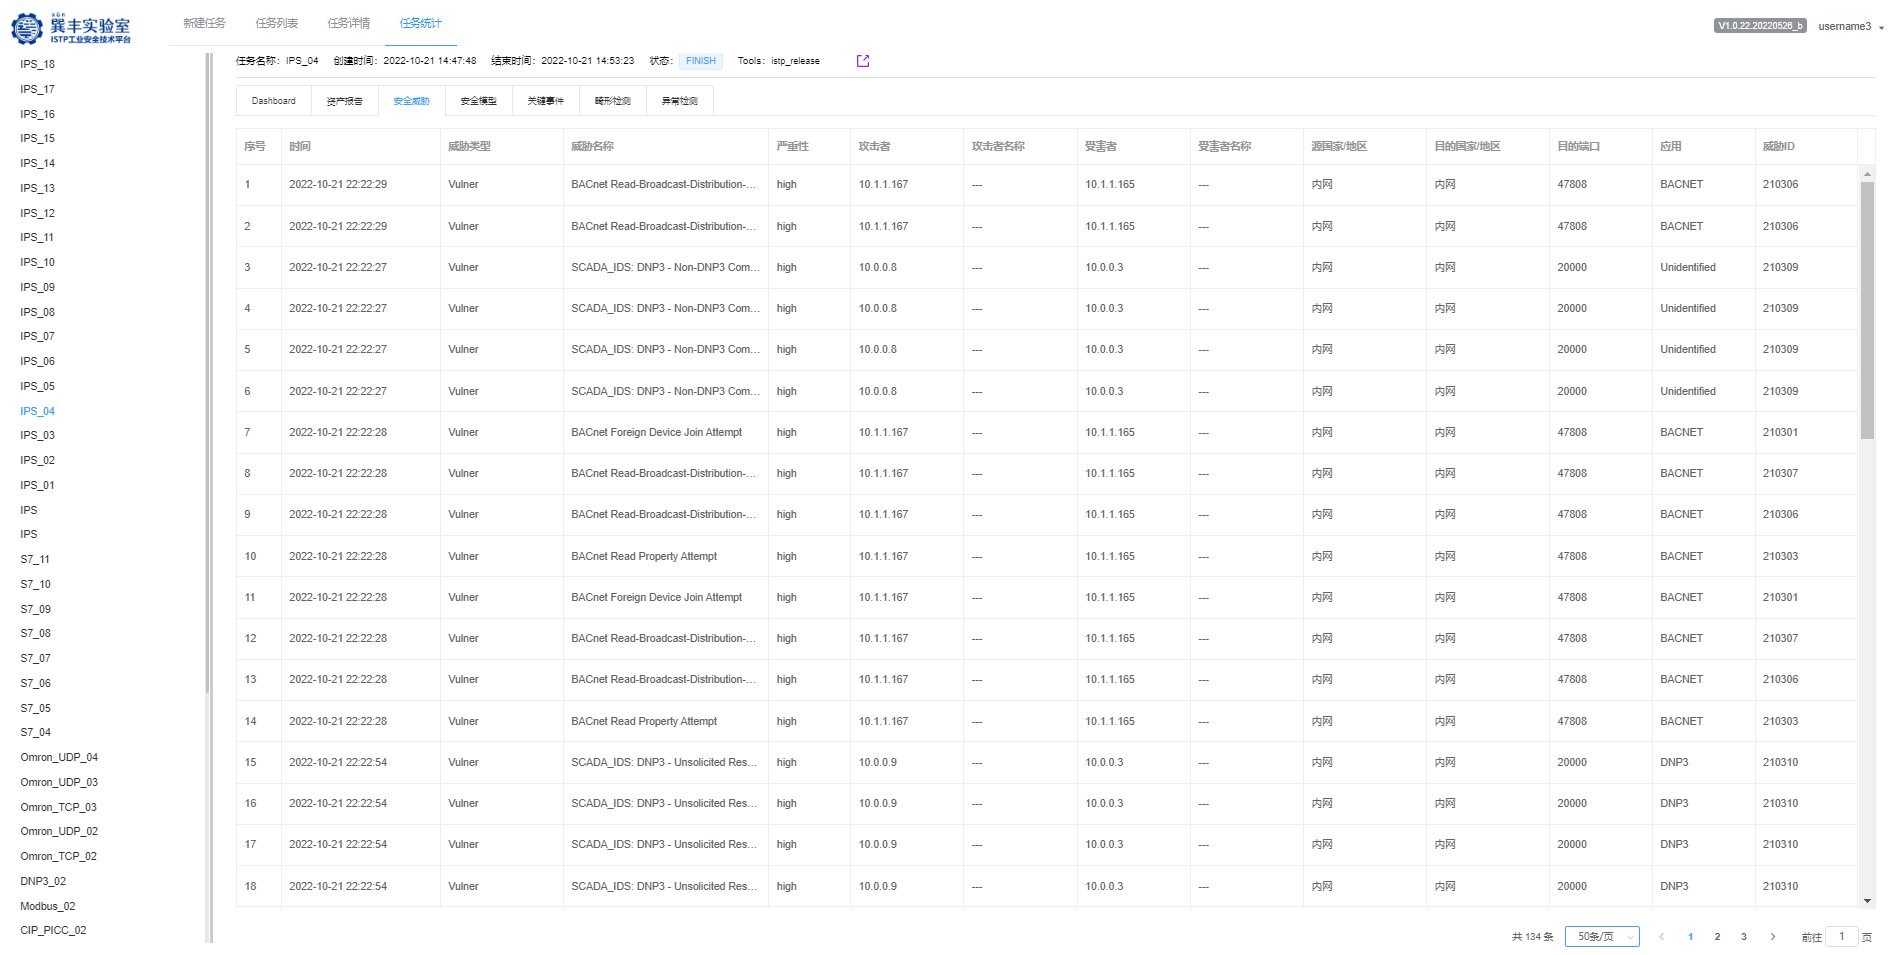 巽丰实验室
ISTP工业安全技术平台
新建任务 任务列表 任务详情 任务统计
V1.0.22.20220526_b username3
任务名称: IPS_04 创建时间: 2022-10-21 14:47:48 结束时间: 2022-10-21 14:53:23 状态: FINISH Tools: istp_release
Dashboard 资产报告 安全威胁 安全模型 关键事件 畸形检测 异常检测
IPS_18
IPS_17
IPS_16
IPS_15
IPS_14
IPS_13
IPS_12
IPS_11
IPS_10
IPS_09
IPS_08
IPS_07
IPS_06
IPS_05
IPS_04
IPS_03
IPS_02
IPS_01
IPS
IPS
S7_11
S7_10
S7_09
S7_08
S7_07
S7_06
S7_05
S7_04
Omron_UDP_04
Omron_UDP_03
Omron_TCP_03
Omron_UDP_02
Omron_TCP_02
DNP3_02
Modbus_02
CIP_PICC_02
序号 时间 威胁类型 威胁名称 严重性 攻击者 攻击者名称 受害者 受害者名称 源国家/地区 目的国家/地区 目的端口 应用 威胁ID
1 2022-10-21 22:22:29 Vulner BACnet Read-Broadcast-Distribution-... high 10.1.1.167 --- 10.1.1.165 --- 内网 内网 47808 BACNET 210306
2 2022-10-21 22:22:29 Vulner BACnet Read-Broadcast-Distribution-... high 10.1.1.167 --- 10.1.1.165 --- 内网 内网 47808 BACNET 210306
3 2022-10-21 22:22:27 Vulner SCADA_IDS: DNP3 - Non-DNP3 Com... high 10.0.0.8 --- 10.0.0.3 --- 内网 内网 20000 Unidentified 210309
4 2022-10-21 22:22:27 Vulner SCADA_IDS: DNP3 - Non-DNP3 Com... high 10.0.0.8 --- 10.0.0.3 --- 内网 内网 20000 Unidentified 210309
5 2022-10-21 22:22:27 Vulner SCADA_IDS: DNP3 - Non-DNP3 Com... high 10.0.0.8 --- 10.0.0.3 --- 内网 内网 20000 Unidentified 210309
6 2022-10-21 22:22:27 Vulner SCADA_IDS: DNP3 - Non-DNP3 Com... high 10.0.0.8 --- 10.0.0.3 --- 内网 内网 20000 Unidentified 210309
7 2022-10-21 22:22:28 Vulner BACnet Foreign Device Join Attempt high 10.1.1.167 --- 10.1.1.165 --- 内网 内网 47808 BACNET 210301
8 2022-10-21 22:22:28 Vulner BACnet Read-Broadcast-Distribution-... high 10.1.1.167 --- 10.1.1.165 --- 内网 内网 47808 BACNET 210307
9 2022-10-21 22:22:28 Vulner BACnet Read-Broadcast-Distribution-... high 10.1.1.167 --- 10.1.1.165 --- 内网 内网 47808 BACNET 210306
10 2022-10-21 22:22:28 Vulner BACnet Read Property Attempt high 10.1.1.167 --- 10.1.1.165 --- 内网 内网 47808 BACNET 210303
11 2022-10-21 22:22:28 Vulner BACnet Foreign Device Join Attempt high 10.1.1.167 --- 10.1.1.165 --- 内网 内网 47808 BACNET 210301
12 2022-10-21 22:22:28 Vulner BACnet Read-Broadcast-Distribution-... high 10.1.1.167 --- 10.1.1.165 --- 内网 内网 47808 BACNET 210307
13 2022-10-21 22:22:28 Vulner BACnet Read-Broadcast-Distribution-... high 10.1.1.167 --- 10.1.1.165 --- 内网 内网 47808 BACNET 210306
14 2022-10-21 22:22:28 Vulner BACnet Read Property Attempt high 10.1.1.167 --- 10.1.1.165 --- 内网 内网 47808 BACNET 210303
15 2022-10-21 22:22:54 Vulner SCADA_IDS: DNP3 - Unsolicited Res... high 10.0.0.9 --- 10.0.0.3 --- 内网 内网 20000 DNP3 210310
16 2022-10-21 22:22:54 Vulner SCADA_IDS: DNP3 - Unsolicited Res... high 10.0.0.9 --- 10.0.0.3 --- 内网 内网 20000 DNP3 210310
17 2022-10-21 22:22:54 Vulner SCADA_IDS: DNP3 - Unsolicited Res... high 10.0.0.9 --- 10.0.0.3 --- 内网 内网 20000 DNP3 210310
18 2022-10-21 22:22:54 Vulner SCADA_IDS: DNP3 - Unsolicited Res... high 10.0.0.9 --- 10.0.0.3 --- 内网 内网 20000 DNP3 210310
共 134 条 50条/页 1 2 3 前往 1 页